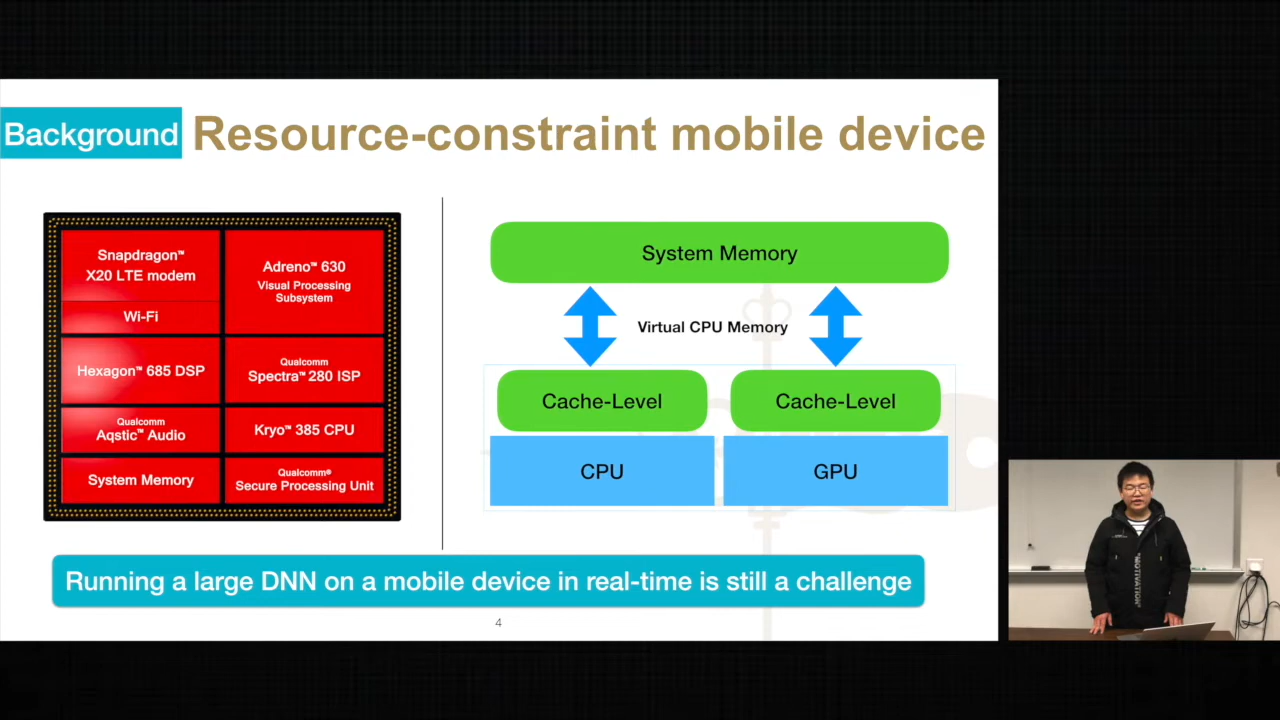 Background Resource-constraint mobile device
Snapdragon™
X20 LTE modem
Wi-Fi
Hexagon™ 685 DSP
Qualcomm
Aqstic™ Audio
System Memory
Adreno™ 630
Visual Processing
Subsystem
Qualcomm
Spectra™ 280 ISP
Kryo™ 385 CPU
Qualcomm®
Secure Processing Unit
System Memory
Virtual CPU Memory
Cache-Level
Cache-Level
CPU
GPU
Running a large DNN on a mobile device in real-time is still a challenge
4
"MOTIVATION"